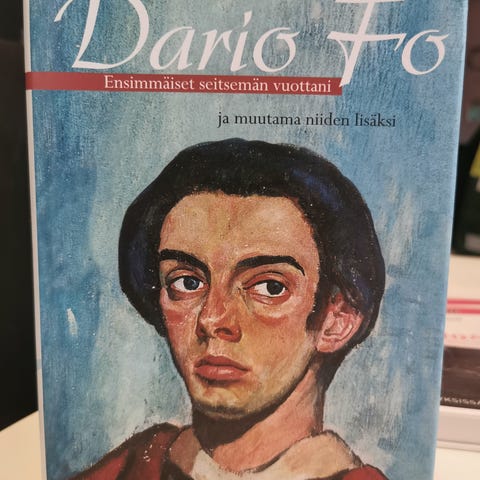 Dario Fo
Ensimmäiset seitsemän vuottani
ja muutama niiden lisäksi